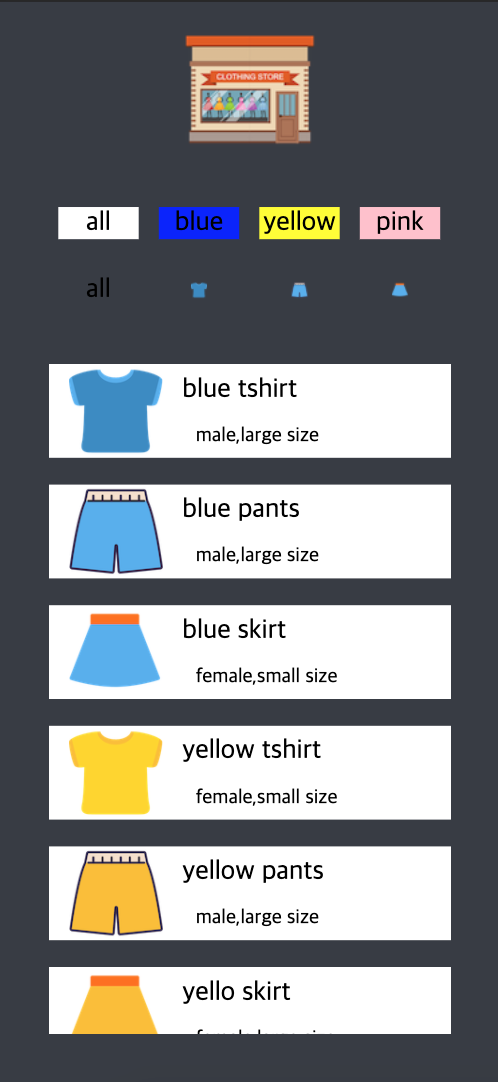 CLOTHING STORE
all blue yellow pink
all
blue tshirt
male,large size
blue pants
male,large size
blue skirt
female,small size
yellow tshirt
female,small size
yellow pants
male,large size
yello skirt